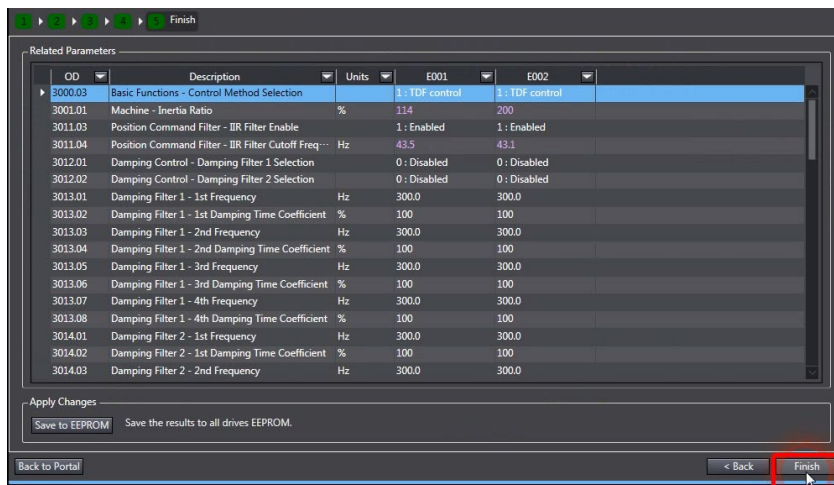 1 2 3 4 5 Finish
Related Parameters
OD Description Units E001 E002
3000.03 Basic Functions - Control Method Selection 1 : TDF control 1 : TDF control
3001.01 Machine - Inertia Ratio % 114 200
3011.03 Position Command Filter - IIR Filter Enable 1 : Enabled 1 : Enabled
3011.04 Position Command Filter - IIR Filter Cutoff Freq··· Hz 43.5 43.1
3012.01 Damping Control - Damping Filter 1 Selection 0 : Disabled 0 : Disabled
3012.02 Damping Control - Damping Filter 2 Selection 0 : Disabled 0 : Disabled
3013.01 Damping Filter 1 - 1st Frequency Hz 300.0 300.0
3013.02 Damping Filter 1 - 1st Damping Time Coefficient % 100 100
3013.03 Damping Filter 1 - 2nd Frequency Hz 300.0 300.0
3013.04 Damping Filter 1 - 2nd Damping Time Coefficient % 100 100
3013.05 Damping Filter 1 - 3rd Frequency Hz 300.0 300.0
3013.06 Damping Filter 1 - 3rd Damping Time Coefficient % 100 100
3013.07 Damping Filter 1 - 4th Frequency Hz 300.0 300.0
3013.08 Damping Filter 1 - 4th Damping Time Coefficient % 100 100
3014.01 Damping Filter 2 - 1st Frequency Hz 300.0 300.0
3014.02 Damping Filter 2 - 1st Damping Time Coefficient % 100 100
3014.03 Damping Filter 2 - 2nd Frequency Hz 300.0 300.0
Apply Changes
Save to EEPROM Save the results to all drives EEPROM.
Back to Portal < Back Finish